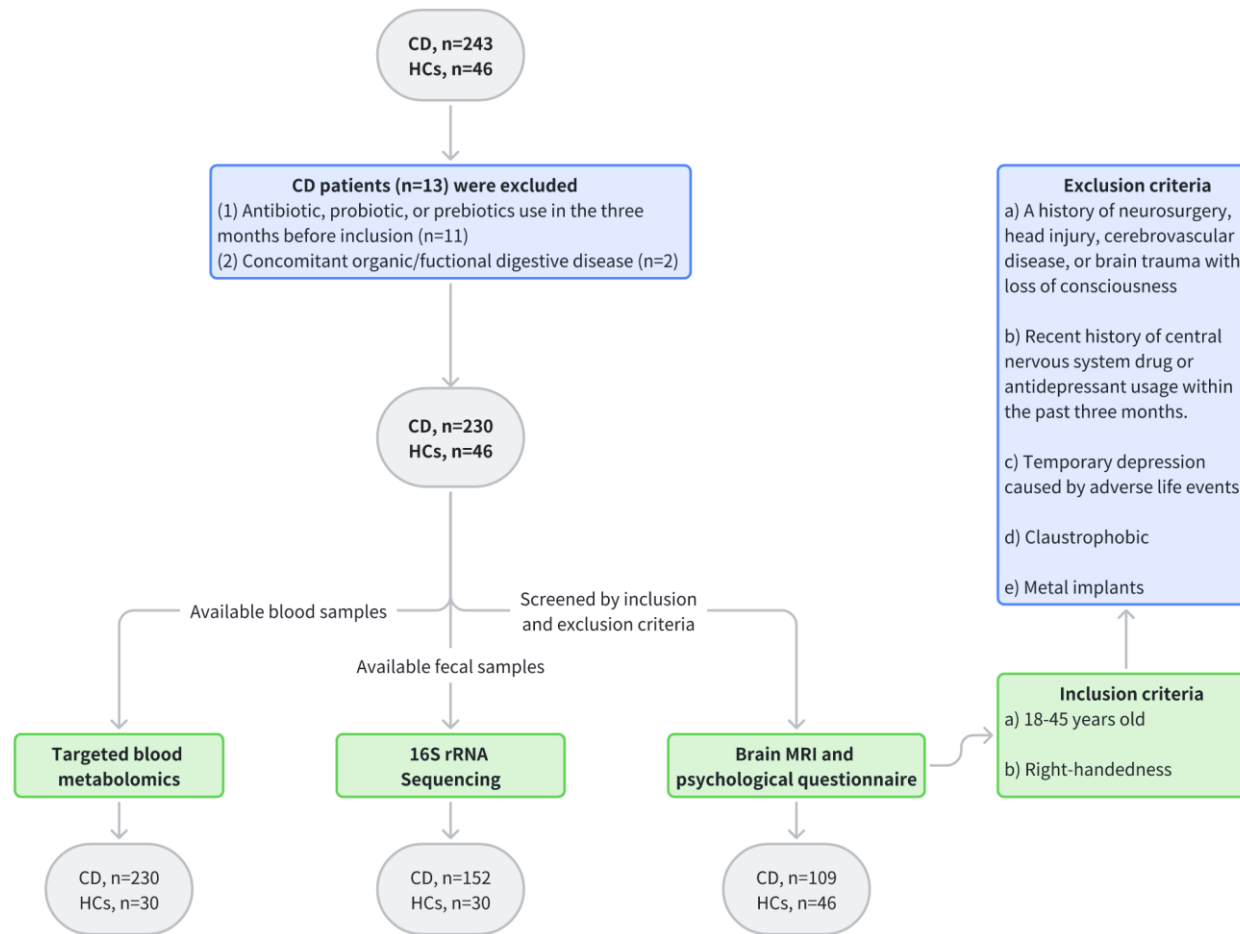 CD, n=243
HCs, n=46
CD patients (n=13) were excluded
(1) Antibiotic, probiotic, or prebiotics use in the three
months before inclusion (n=11)
(2) Concomitant organic/fuctional digestive disease (n=2)
CD, n=230
HCs, n=46
Available blood samples
Screened by inclusion
and exclusion criteria
Available fecal samples
Targeted blood
metabolomics
16S rRNA
Sequencing
Brain MRI and
psychological questionnaire
CD, n=230
HCs, n=30
CD, n=152
HCs, n=30
CD, n=109
HCs, n=46
Inclusion criteria
a) 18-45 years old
b) Right-handedness
Exclusion criteria
a) A history of neurosurgery,
head injury, cerebrovascular
disease, or brain trauma with
loss of consciousness
b) Recent history of central
nervous system drug or
antidepressant usage within
the past three months.
c) Temporary depression
caused by adverse life events
d) Claustrophobic
e) Metal implants